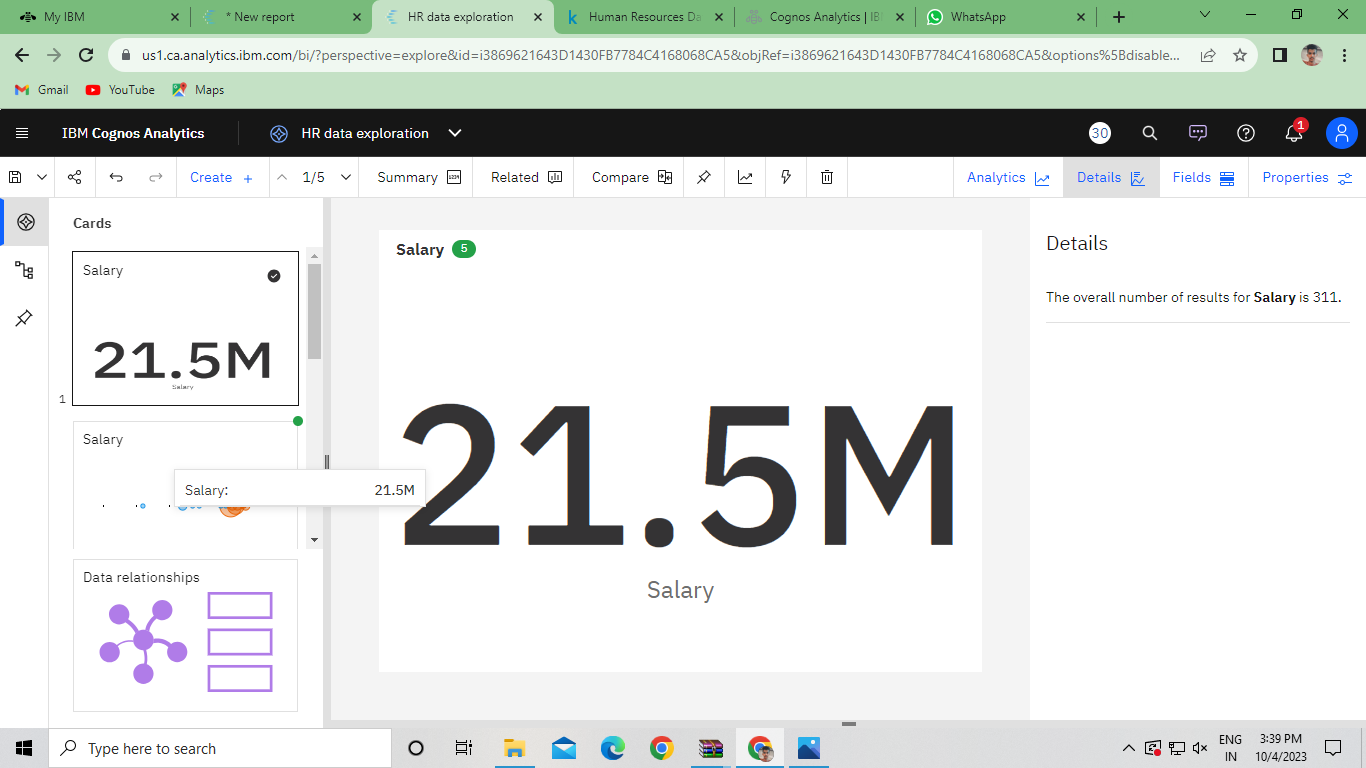 My IBM
* New report
HR data exploration
Human Resources Da
Cognos Analytics | IB
WhatsApp
us1.ca.analytics.ibm.com/bi/?perspective=explore&id=i3869621643D1430FB7784C4168068CA5&objRef=i3869621643D1430FB7784C4168068CA5&options%5Bdisable...
Gmail
YouTube
Maps
IBM Cognos Analytics
HR data exploration
30
1
Create +
1/5
Summary
Related
Compare
Analytics
Details
Fields
Properties
Cards
Salary
21.5M
Salary
1
Salary
Salary: 21.5M
Data relationships
Salary 5
21.5M
Salary
Details
The overall number of results for Salary is 311.
Type here to search
ENG
IN
3:39 PM
10/4/2023